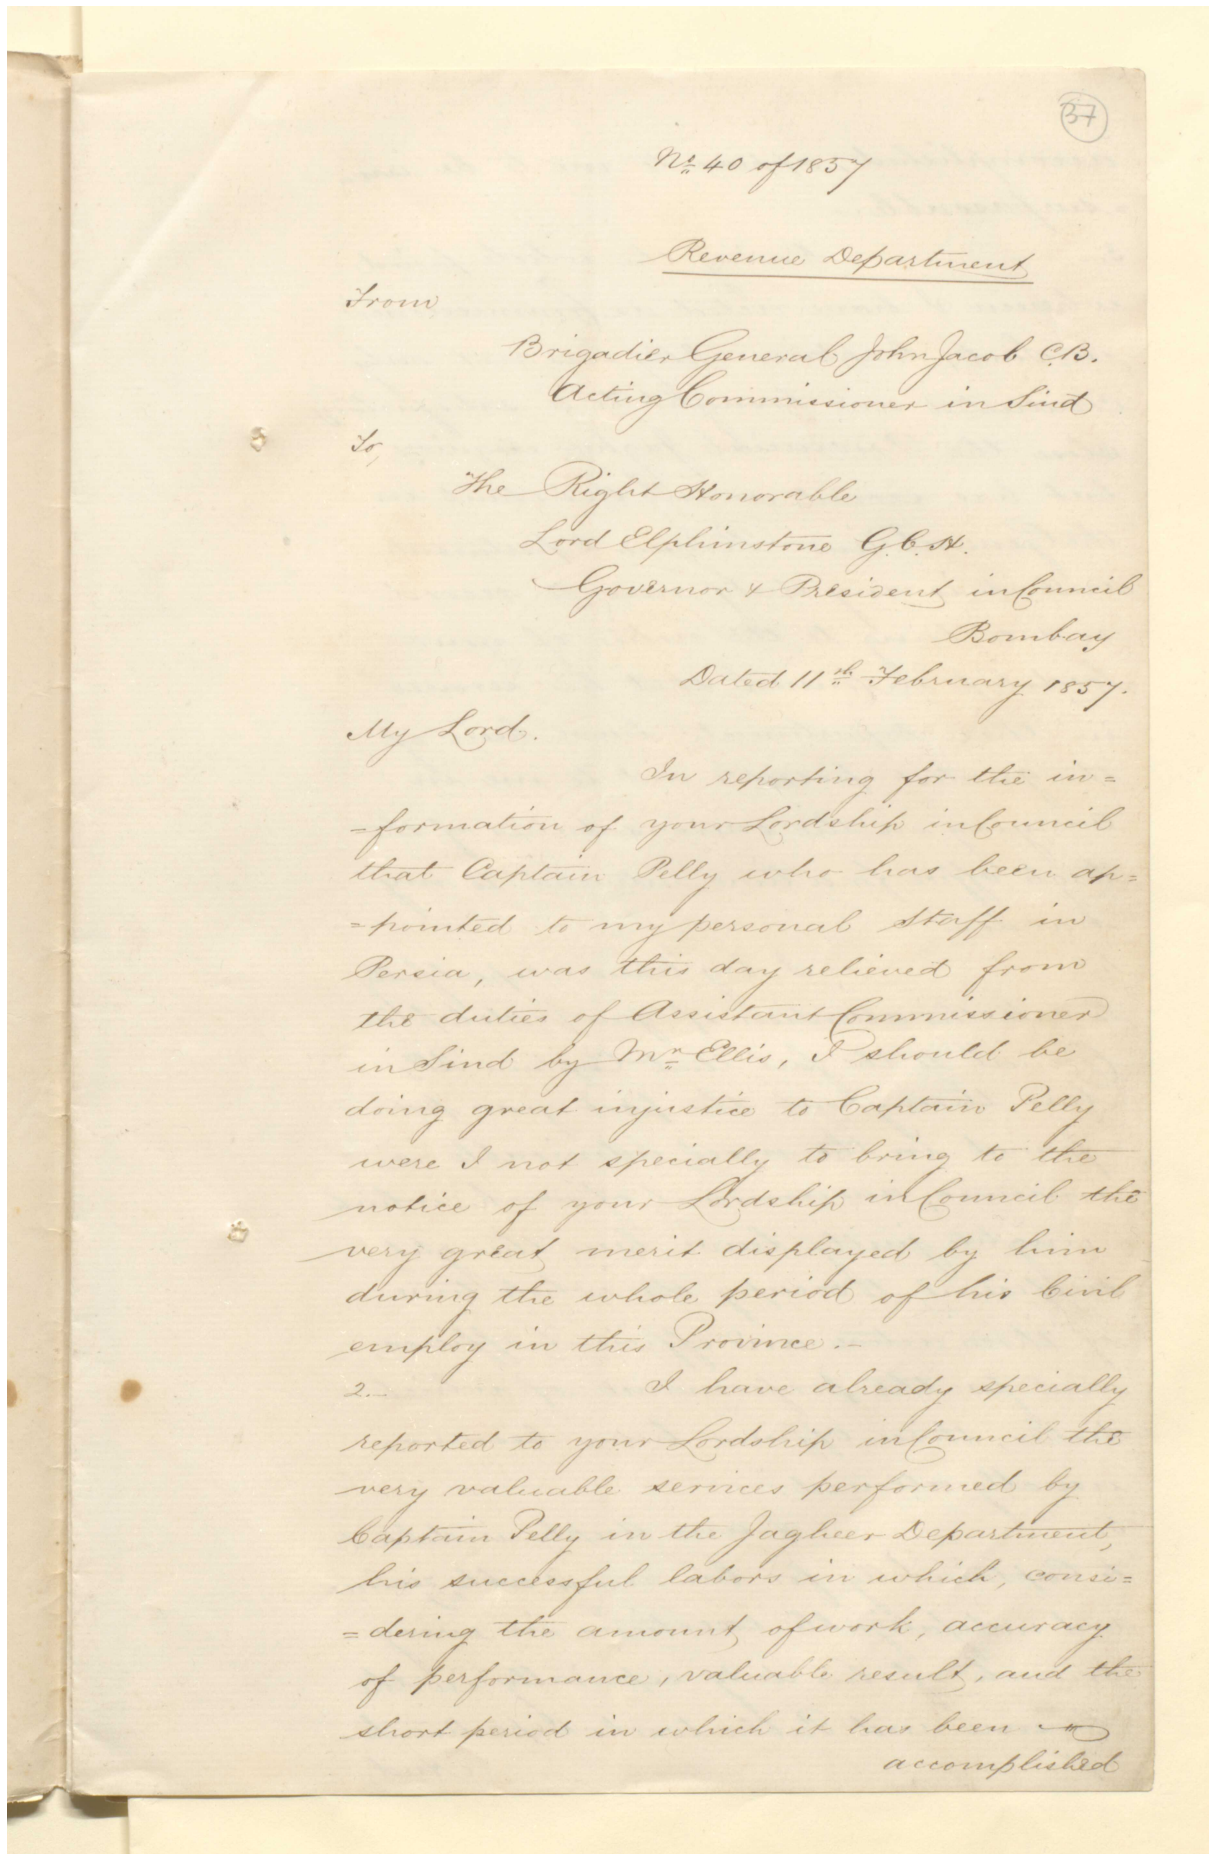 37
No. 40 of 1857
Revenue Department
From
Brigadier General John Jacob C.B.
Acting Commissioner in Sind
To,
The Right Honorable
Lord Elphinstone G.C.H.
Governor & President in Council
Bombay
Dated 11th February 1857.
My Lord.
In reporting for the in=
=formation of your Lordship in Council
that Captain Pelly who has been ap=
=pointed to my personal Staff in
Persia, was this day relieved from
the duties of Assistant Commissioner
in Sind by Mr. Ellis, I should be
doing great injustice to Captain Pelly
were I not specially to bring to the
notice of your Lordship in Council the
very great merit displayed by him
during the whole period of his Civil
employ in this Province.–
2.– I have already specially
reported to your Lordship in Council the
very valuable services performed by
Captain Pelly in the Jagheer Department,
his successful labors in which, consi=
=dering the amount of work, accuracy
of performance, valuable result, and the
short period in which it has been
accomplished